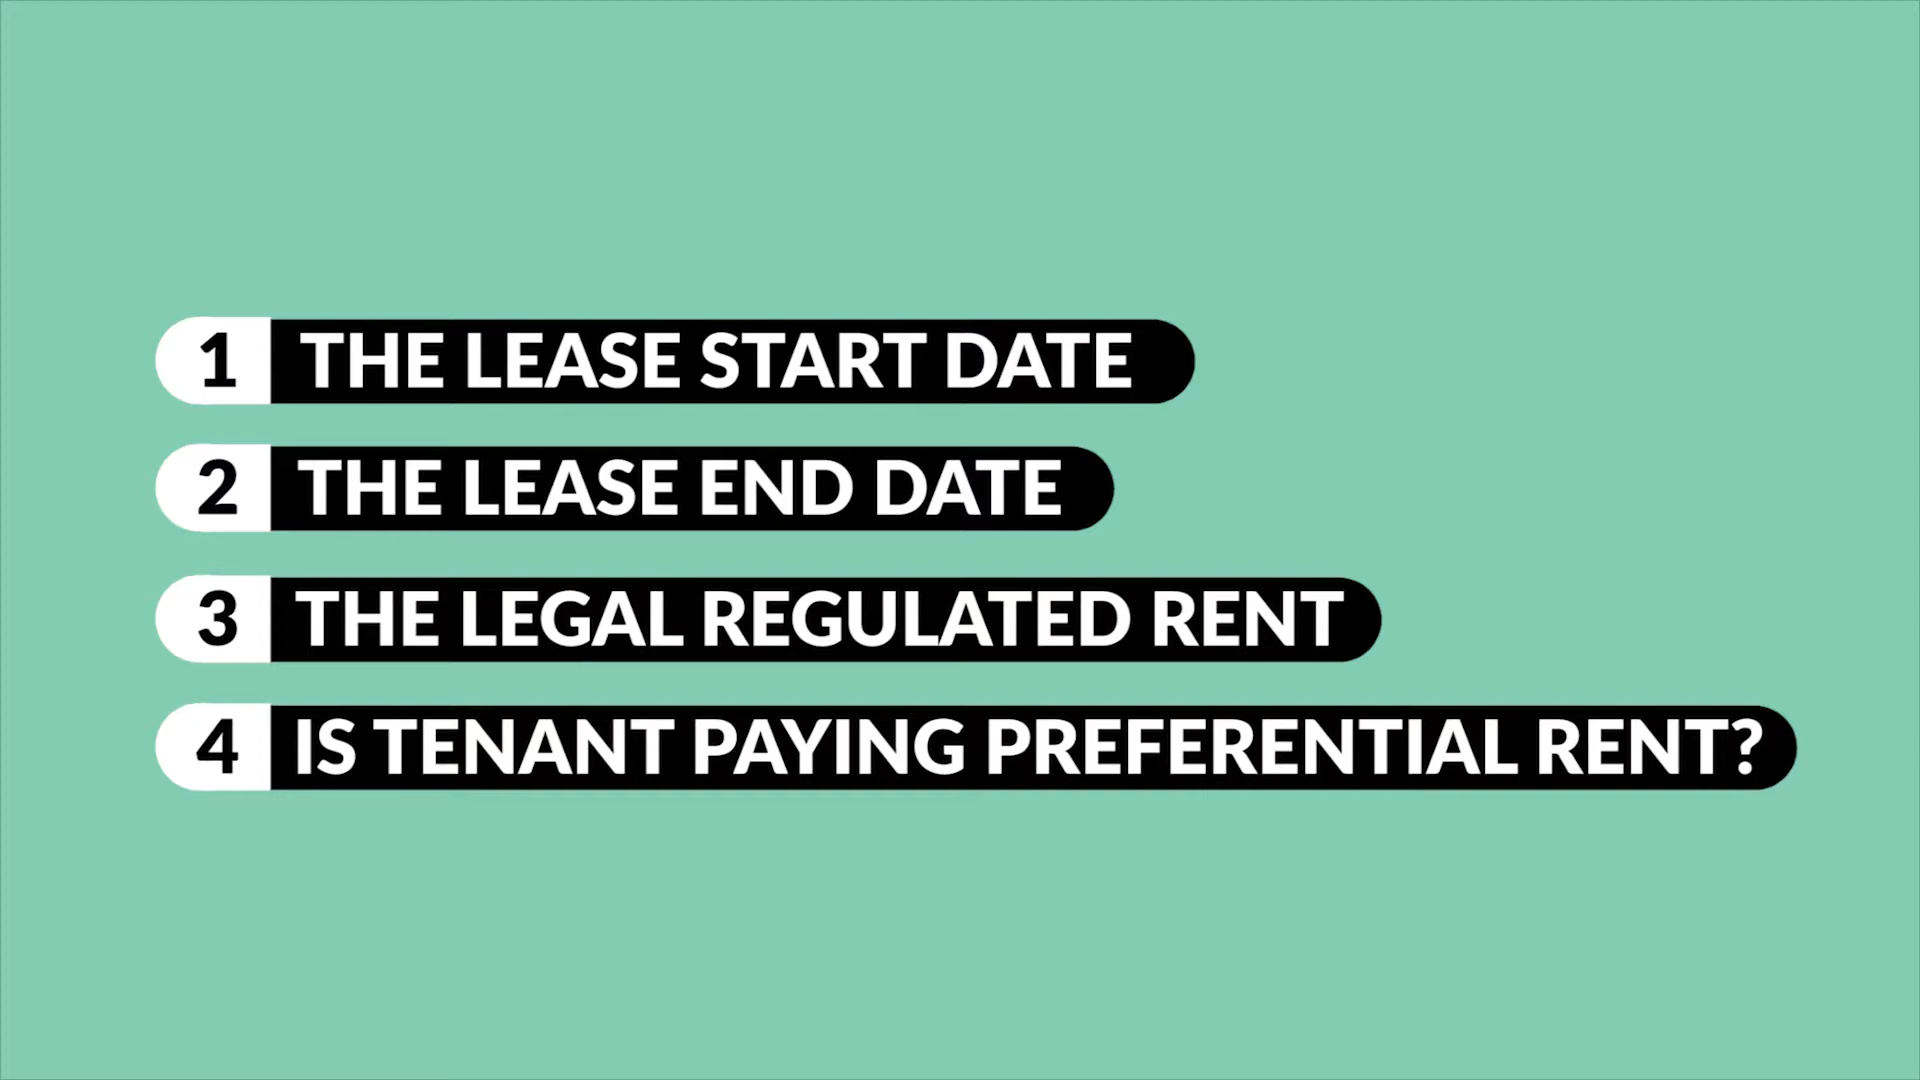 1 THE LEASE START DATE
2 THE LEASE END DATE
3 THE LEGAL REGULATED RENT
4 IS TENANT PAYING PREFERENTIAL RENT?